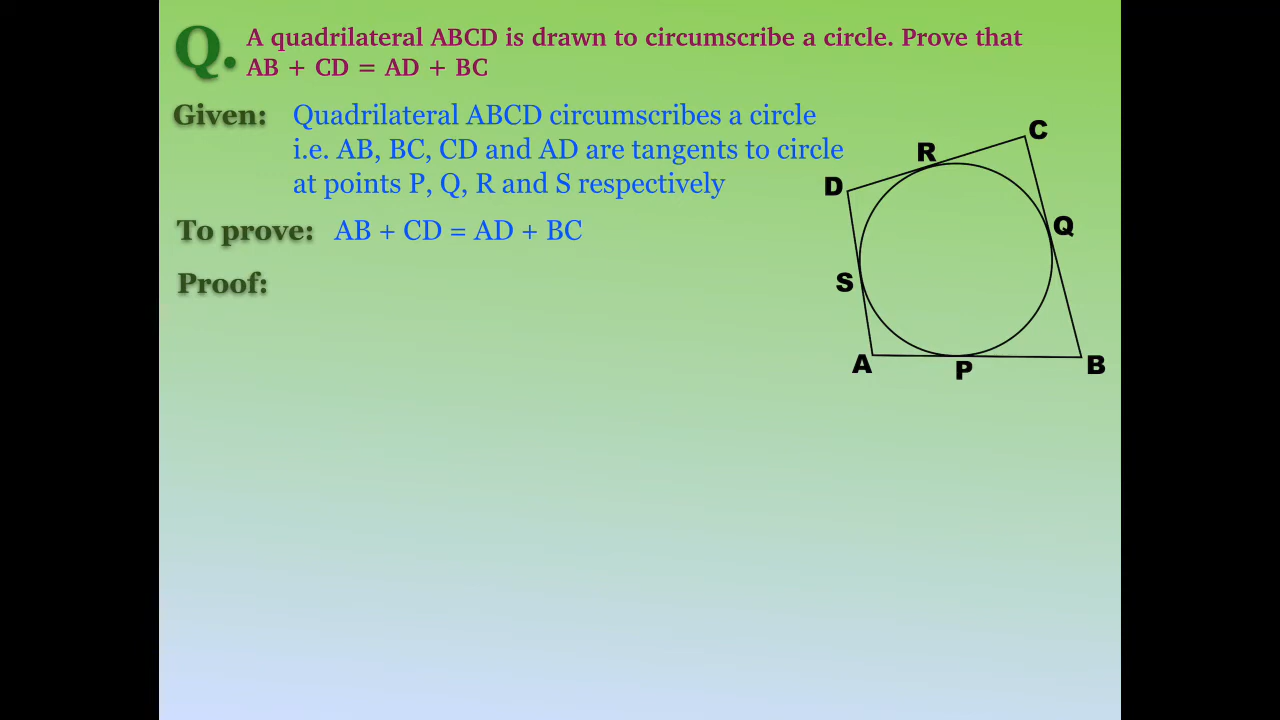 Q. A quadrilateral ABCD is drawn to circumscribe a circle. Prove that
AB + CD = AD + BC
Given: Quadrilateral ABCD circumscribes a circle
i.e. AB, BC, CD and AD are tangents to circle
at points P, Q, R and S respectively
To prove: AB + CD = AD + BC
Proof:
C
R
D
Q
S
A
P
B